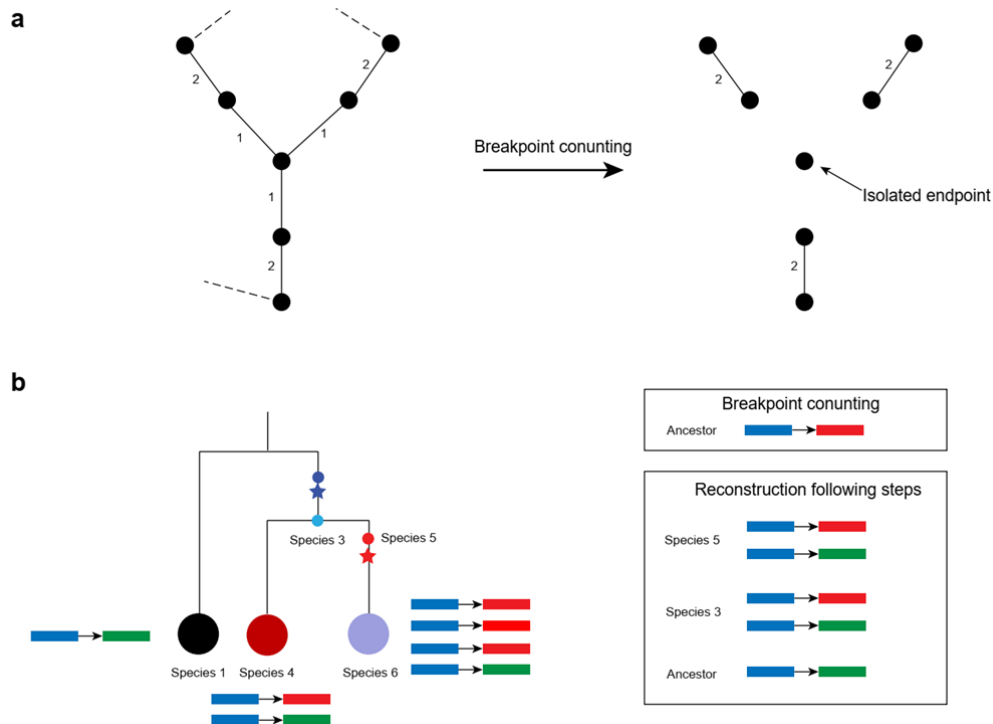 a
2
2
1
1
1
2
Breakpoint conunting
2
2
Isolated endpoint
2
b
Species 3
Species 5
Species 1
Species 4
Species 6
Breakpoint conunting
Ancestor
Reconstruction following steps
Species 5
Species 3
Ancestor